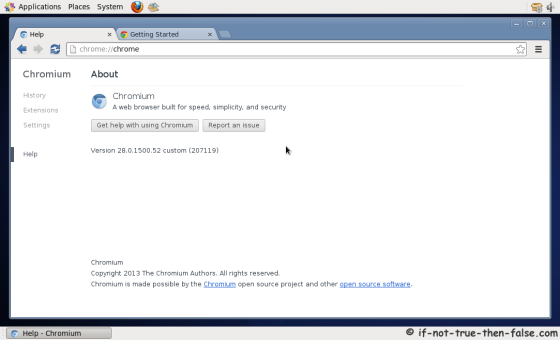 Applications Places System
Help
Getting Started
chrome://chrome
Chromium
About
History
Extensions
Settings
Help
Chromium
A web browser built for speed, simplicity, and security
Get help with using Chromium
Report an issue
Version 28.0.1500.52 custom (207119)
Chromium
Copyright 2013 The Chromium Authors. All rights reserved.
Chromium is made possible by the Chromium open source project and other open source software.
Help - Chromium
© if-not-true-then-false.com